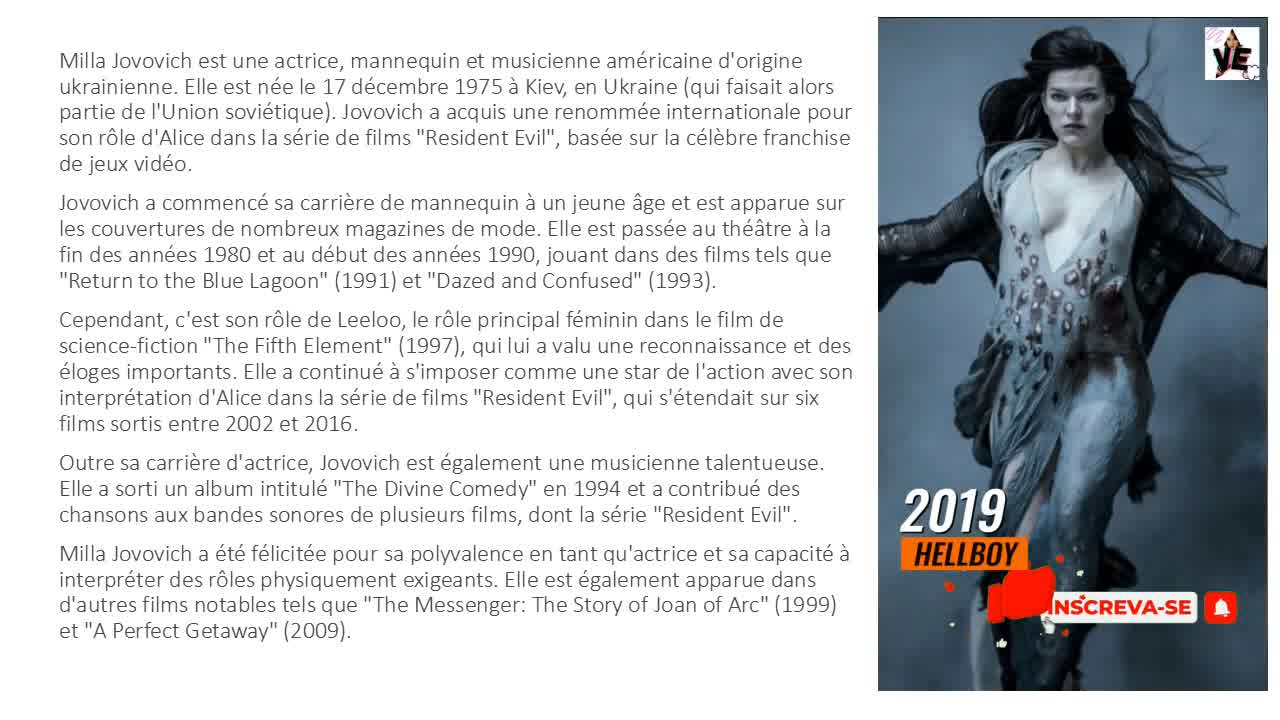 Milla Jovovich est une actrice, mannequin et musicienne américaine d'origine
ukrainienne. Elle est née le 17 décembre 1975 à Kiev, en Ukraine (qui faisait alors
partie de l'Union soviétique). Jovovich a acquis une renommée internationale pour
son rôle d'Alice dans la série de films "Resident Evil", basée sur la célèbre franchise
de jeux vidéo.
Jovovich a commencé sa carrière de mannequin à un jeune âge et est apparue sur
les couvertures de nombreux magazines de mode. Elle est passée au théâtre à la
fin des années 1980 et au début des années 1990, jouant dans des films tels que
"Return to the Blue Lagoon" (1991) et "Dazed and Confused" (1993).
Cependant, c'est son rôle de Leeloo, le rôle principal féminin dans le film de
science-fiction "The Fifth Element" (1997), qui lui a valu une reconnaissance et des
éloges importants. Elle a continué à s'imposer comme une star de l'action avec son
interprétation d'Alice dans la série de films "Resident Evil", qui s'étendait sur six
films sortis entre 2002 et 2016.
Outre sa carrière d'actrice, Jovovich est également une musicienne talentueuse.
Elle a sorti un album intitulé "The Divine Comedy" en 1994 et a contribué des
chansons aux bandes sonores de plusieurs films, dont la série "Resident Evil".
Milla Jovovich a été félicitée pour sa polyvalence en tant qu'actrice et sa capacité à
interpréter des rôles physiquement exigeants. Elle est également apparue dans
d'autres films notables tels que "The Messenger: The Story of Joan of Arc" (1999)
et "A Perfect Getaway" (2009).
VE
2019
HELLBOY
INSCREVA-SE